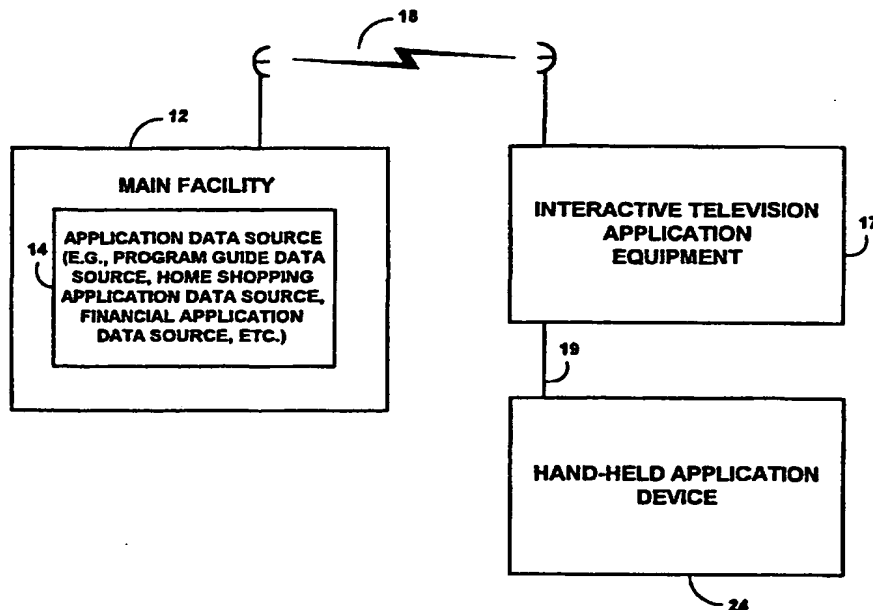 18
12
MAIN FACILITY
14
APPLICATION DATA SOURCE
(E.G., PROGRAM GUIDE DATA
SOURCE, HOME SHOPPING
APPLICATION DATA SOURCE,
FINANCIAL APPLICATION
DATA SOURCE, ETC.)
INTERACTIVE TELEVISION
APPLICATION
EQUIPMENT
17
19
HAND-HELD APPLICATION
DEVICE
24